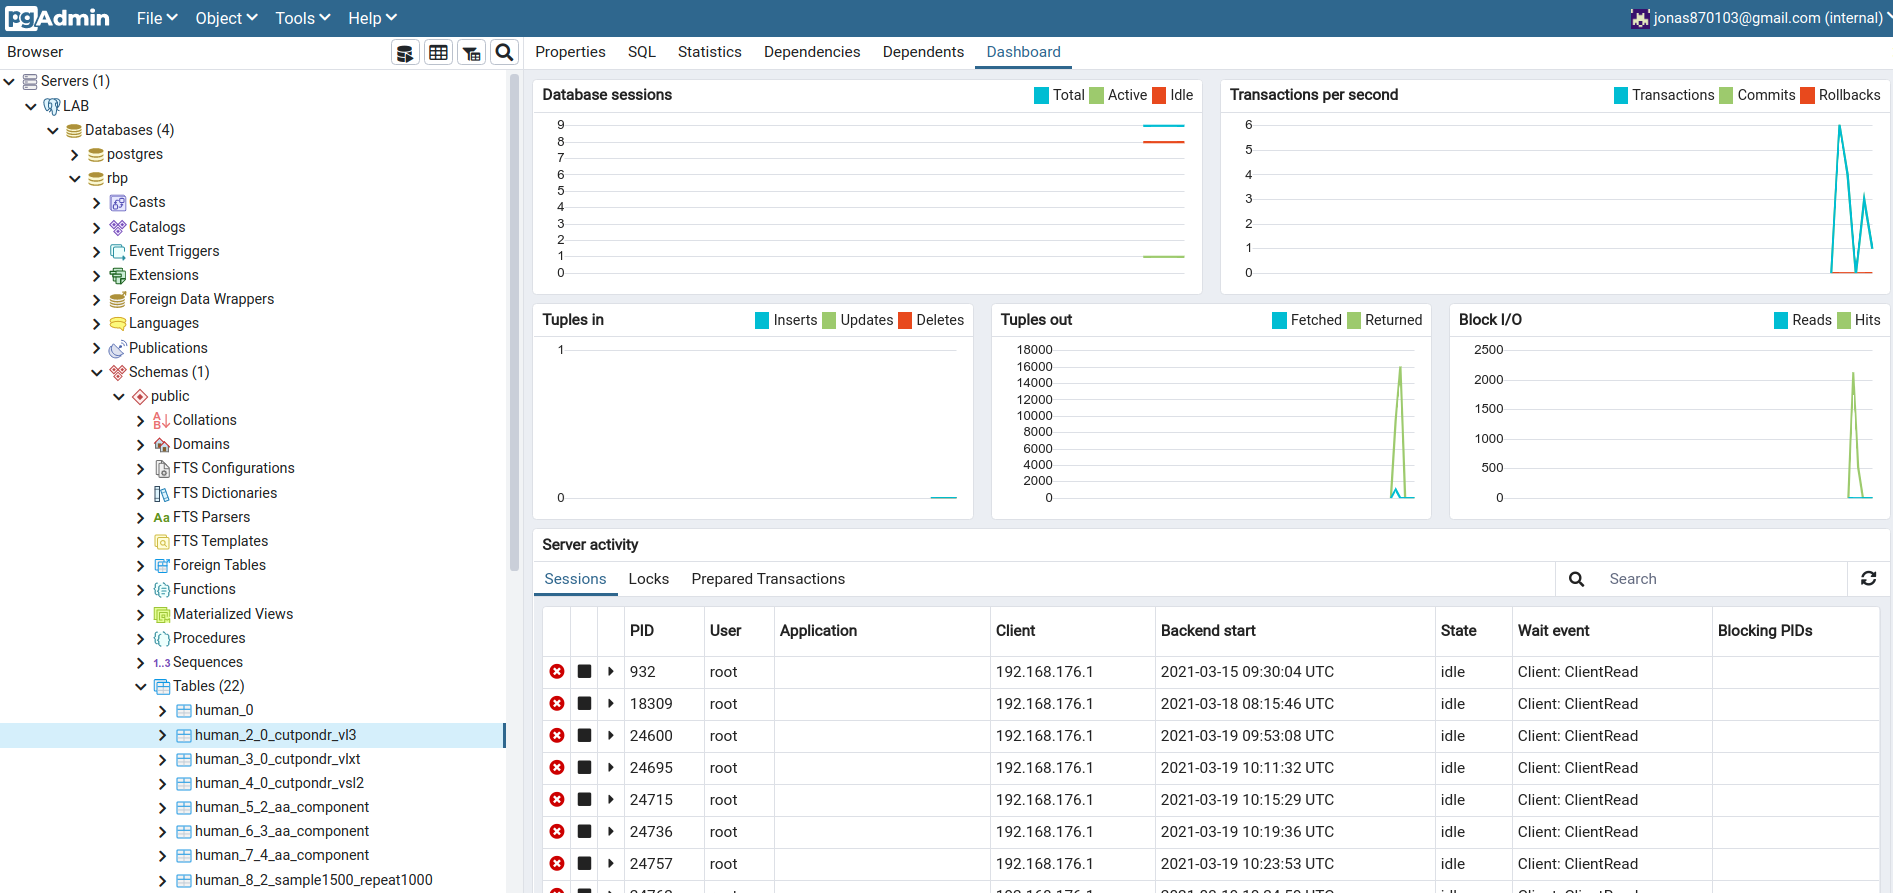 pgAdmin File Object Tools Help jonas870103@gmail.com (internal)
Browser
Properties SQL Statistics Dependencies Dependents Dashboard
Servers (1)
LAB
Databases (4)
postgres
rbp
Casts
Catalogs
Event Triggers
Extensions
Foreign Data Wrappers
Languages
Publications
Schemas (1)
public
Collations
Domains
FTS Configurations
FTS Dictionaries
Aa FTS Parsers
FTS Templates
Foreign Tables
Functions
Materialized Views
Procedures
1..3 Sequences
Tables (22)
human_0
human_2_0_cutpondr_vl3
human_3_0_cutpondr_vlxt
human_4_0_cutpondr_vsl2
human_5_2_aa_component
human_6_3_aa_component
human_7_4_aa_component
human_8_2_sample1500_repeat1000
Database sessions Total Active Idle
9
8
7
6
5
4
3
2
1
0
Transactions per second Transactions Commits Rollbacks
6
5
4
3
2
1
0
Tuples in Inserts Updates Deletes
1
0
Tuples out Fetched Returned
18000
16000
14000
12000
10000
8000
6000
4000
2000
0
Block I/O Reads Hits
2500
2000
1500
1000
500
0
Server activity
Sessions Locks Prepared Transactions Search
PID User Application Client Backend start State Wait event Blocking PIDs
932 root 192.168.176.1 2021-03-15 09:30:04 UTC idle Client: ClientRead
18309 root 192.168.176.1 2021-03-18 08:15:46 UTC idle Client: ClientRead
24600 root 192.168.176.1 2021-03-19 09:53:08 UTC idle Client: ClientRead
24695 root 192.168.176.1 2021-03-19 10:11:32 UTC idle Client: ClientRead
24715 root 192.168.176.1 2021-03-19 10:15:29 UTC idle Client: ClientRead
24736 root 192.168.176.1 2021-03-19 10:19:36 UTC idle Client: ClientRead
24757 root 192.168.176.1 2021-03-19 10:23:53 UTC idle Client: ClientRead